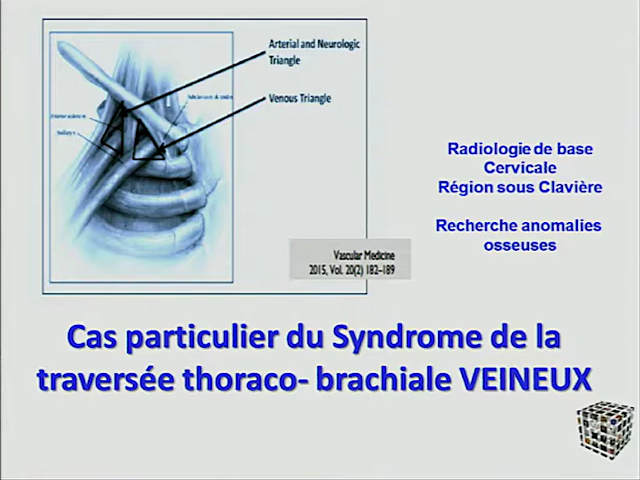 Arterial and Neurologic
Triangle
Venous Triangle
Radiologie de base
Cervicale
Région sous Clavière
Recherche anomalies
osseuses
Vascular Medicine
2015, Vol. 20(2) 182–189
Cas particulier du Syndrome de la
traversée thoraco- brachiale VEINEUX